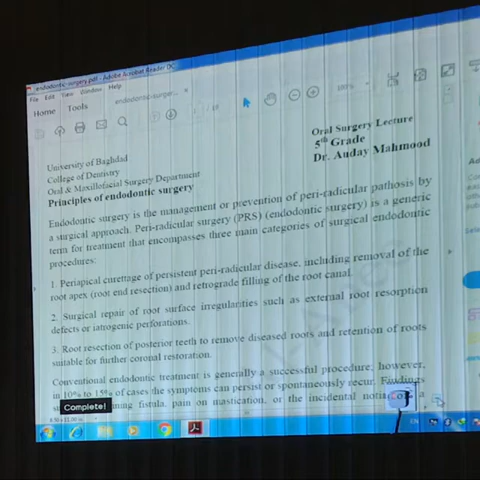 endodontic-surgery.pdf - Adobe Acrobat Reader DC
File Edit View Window Help
Home Tools
endodontic-surger...
Oral Surgery Lecture
5th Grade
Dr. Auday Mahmood
University of Baghdad
College of Dentistry
Oral & Maxillofacial Surgery Department
Principles of endodontic surgery
Endodontic surgery is the management or prevention of peri-radicular pathosis by
a surgical approach. Peri-radicular surgery (PRS) (endodontic surgery) is a generic
term for treatment that encompasses three main categories of surgical endodontic
procedures:
1. Periapical curettage of persistent peri-radicular disease, including removal of the
root apex (root end resection) and retrograde filling of the root canal.
2. Surgical repair of root surface irregularities such as external root resorption
defects or iatrogenic perforations.
3. Root resection of posterior teeth to remove diseased roots and retention of roots
suitable for further coronal restoration.
Conventional endodontic treatment is generally a successful procedure, however,
in 10% to 15% of cases the symptoms can persist or spontaneously recur. Findings
fistula, pain on mastication, or the incidental a
Complete!
EN